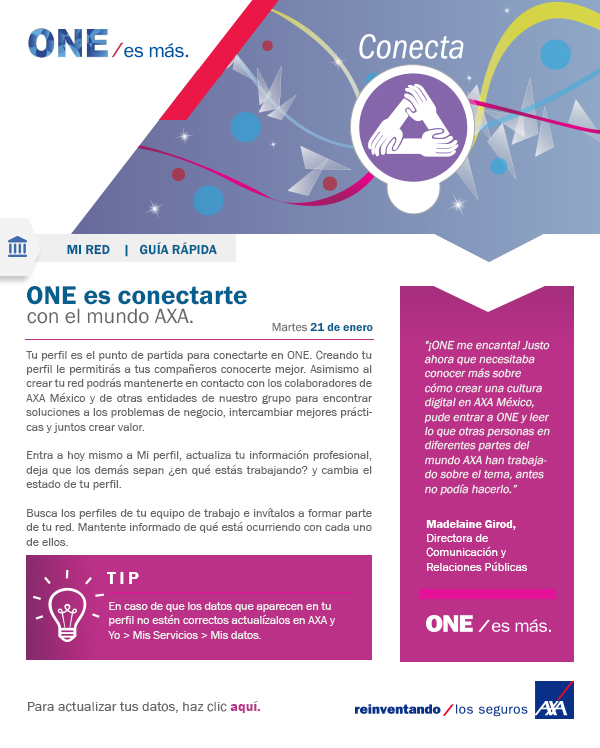 ONE /es más.
Conecta
MI RED | GUÍA RÁPIDA
ONE es conectarte
con el mundo AXA.
Martes 21 de enero
Tu perfil es el punto de partida para conectarte en ONE. Creando tu
perfil le permitirás a tus compañeros conocerte mejor. Asimismo al
crear tu red podrás mantenerte en contacto con los colaboradores de
AXA México y de otras entidades de nuestro grupo para encontrar
soluciones a los problemas de negocio, intercambiar mejores prácti-
cas y juntos crear valor.
Entra a hoy mismo a Mi perfil, actualiza tu información profesional,
deja que los demás sepan ¿en qué estás trabajando? y cambia el
estado de tu perfil.
Busca los perfiles de tu equipo de trabajo e invítalos a formar parte
de tu red. Mantente informado de qué está ocurriendo con cada uno
de ellos.
TIP
En caso de que los datos que aparecen en tu
perfil no estén correctos actualízalos en AXA y
Yo > Mis Servicios > Mis datos.
"¡ONE me encanta! Justo
ahora que necesitaba
conocer más sobre
cómo crear una cultura
digital en AXA México,
pude entrar a ONE y leer
lo que otras personas en
diferentes partes del
mundo AXA han trabaja-
do sobre el tema, antes
no podía hacerlo."
Madelaine Girod,
Directora de
Comunicación y
Relaciones Públicas
ONE /es más.
Para actualizar tus datos, haz clic aquí.
reinventando / los seguros
AXA